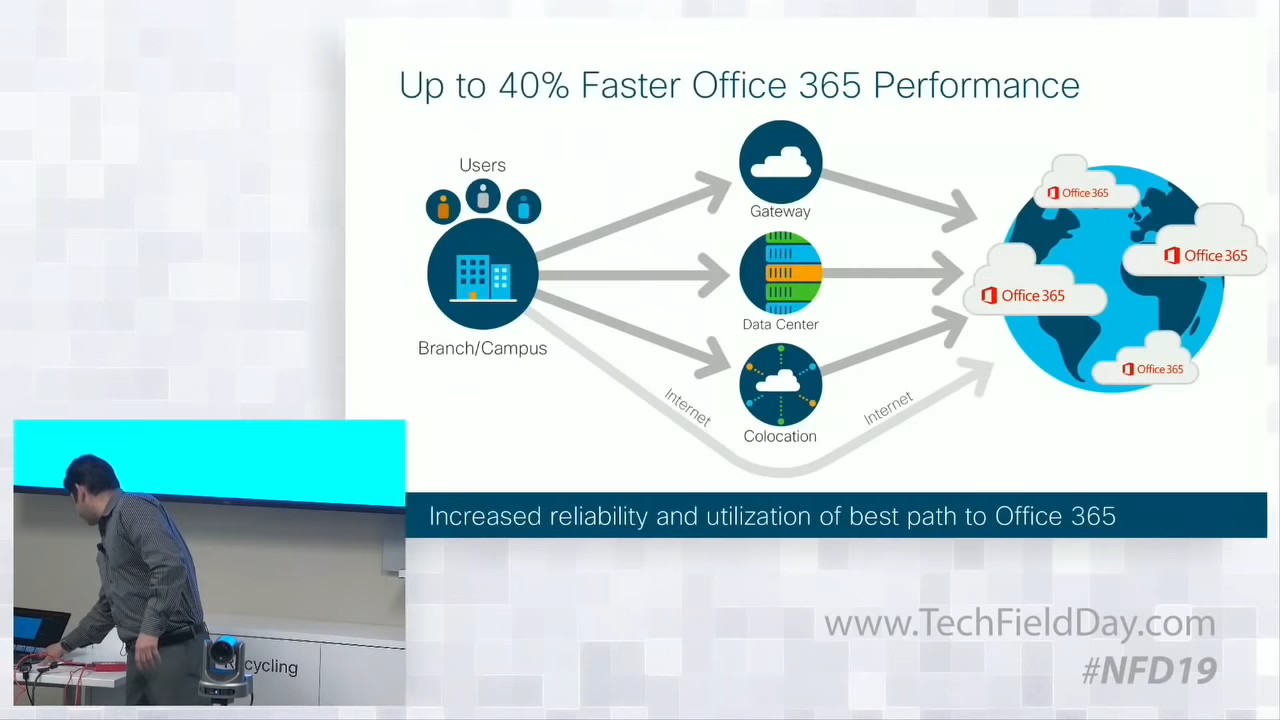 Up to 40% Faster Office 365 Performance
Users
Branch/Campus
Gateway
Data Center
Colocation
Internet
Internet
Office 365
Office 365
Office 365
Office 365
Increased reliability and utilization of best path to Office 365
Recycling
www.TechFieldDay.com
#NFD19